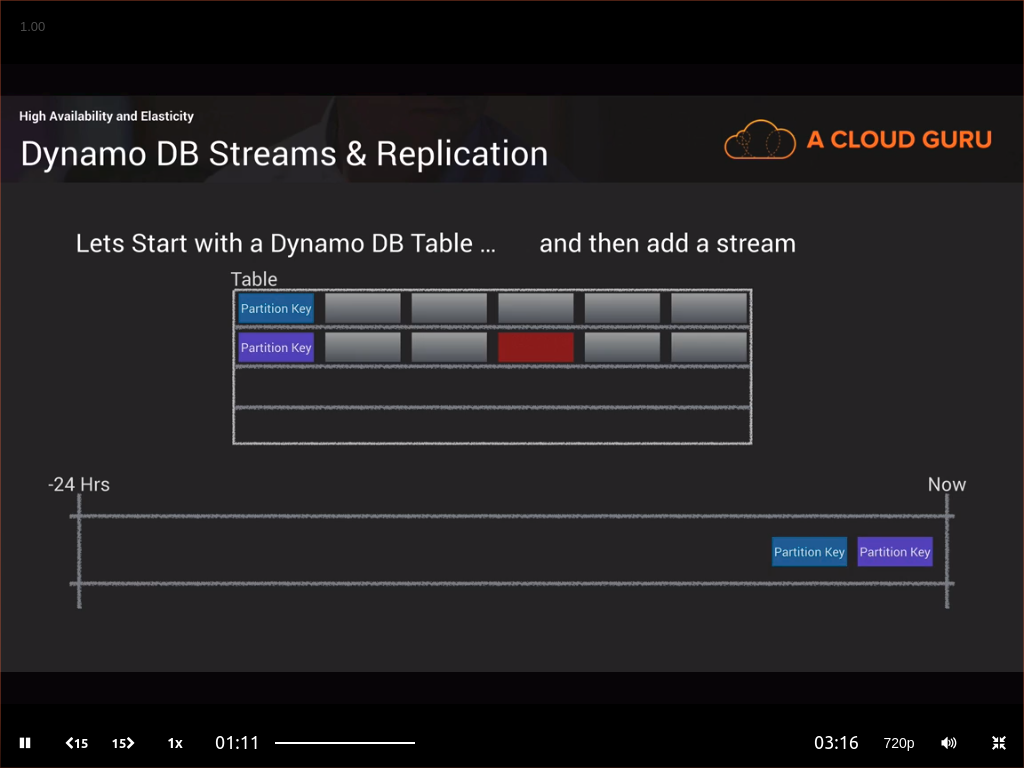 1.00
High Availability and Elasticity
Dynamo DB Streams & Replication
A CLOUD GURU
Lets Start with a Dynamo DB Table ... and then add a stream
Table
Partition Key
Partition Key
-24 Hrs Now
Partition Key Partition Key
15 15 1x 01:11 03:16 720p